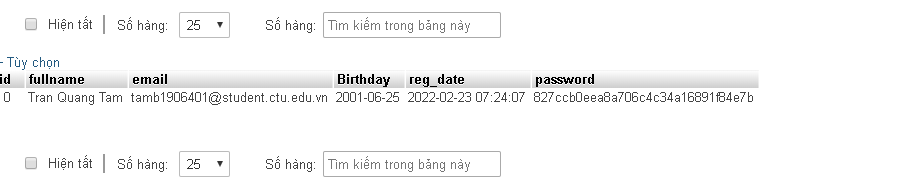 Hiện tất Số hàng: 25 Số hàng: Tìm kiếm trong bảng này
- Tùy chọn
id fullname email Birthday reg_date password
0 Tran Quang Tam tamb1906401@student.ctu.edu.vn 2001-06-25 2022-02-23 07:24:07 827ccb0eea8a706c4c34a16891f84e7b
Hiện tất Số hàng: 25 Số hàng: Tìm kiếm trong bảng này